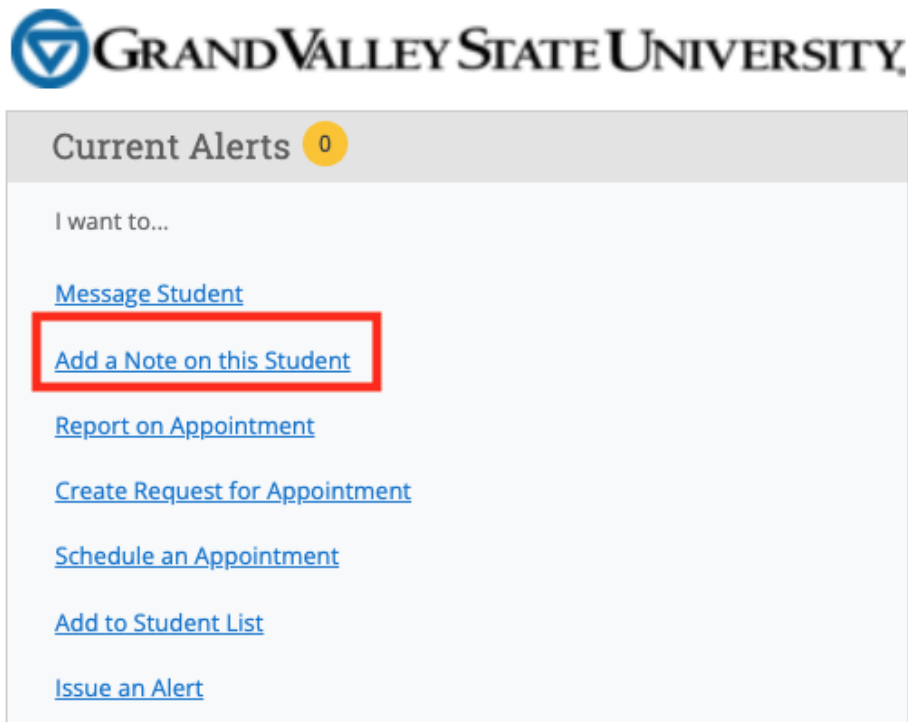 GRAND VALLEY STATE UNIVERSITY
Current Alerts 0
I want to...
Message Student
Add a Note on this Student
Report on Appointment
Create Request for Appointment
Schedule an Appointment
Add to Student List
Issue an Alert